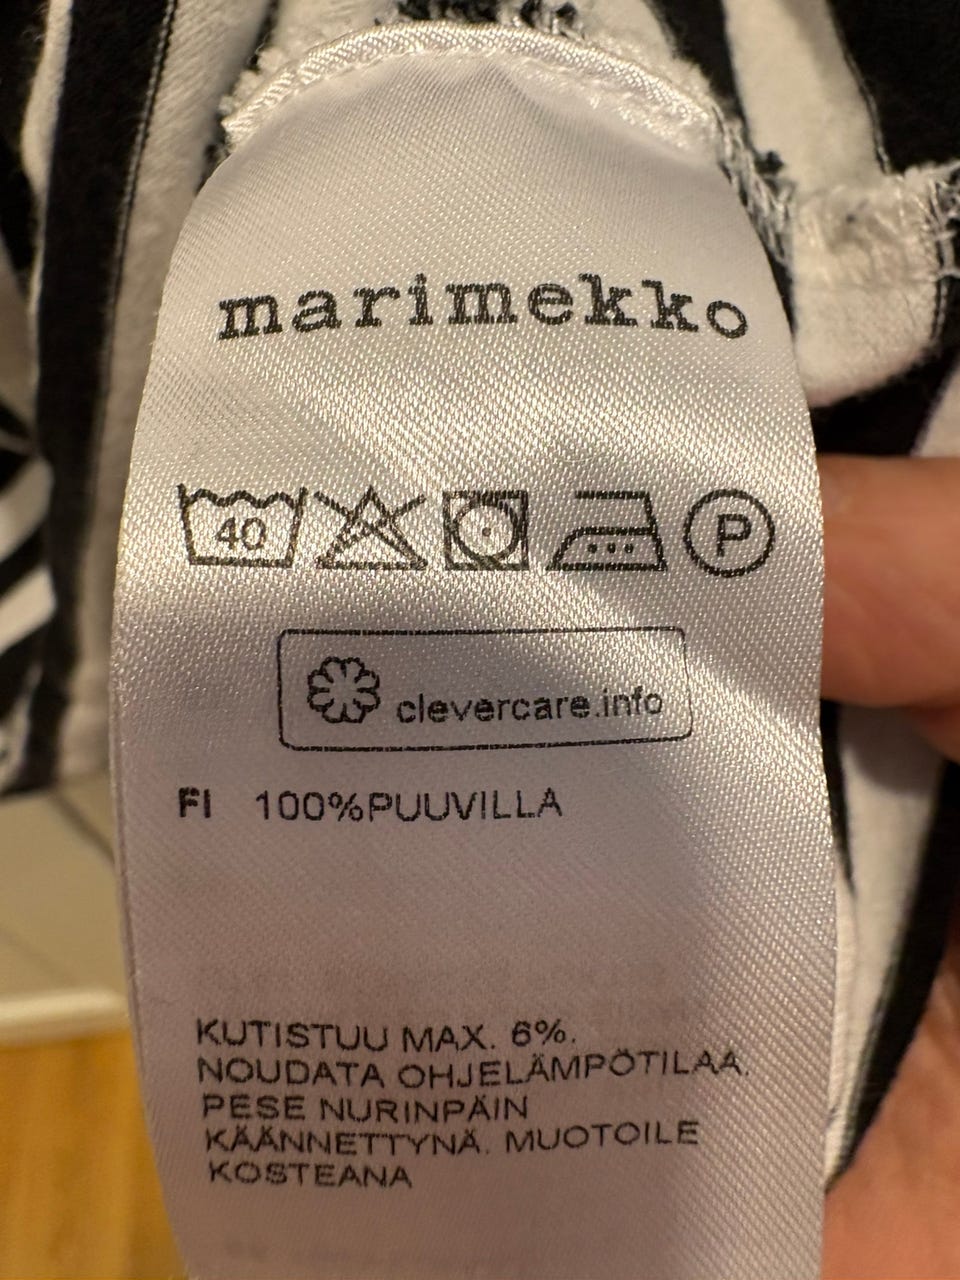 marimekko
40 P
clevercare.info
FI 100%PUUVILLA
KUTISTUU MAX. 6%.
NOUDATA OHJELÄMPÖTILAA.
PESE NURINPÄIN
KÄÄNNETTYNÄ. MUOTOILE
KOSTEANA